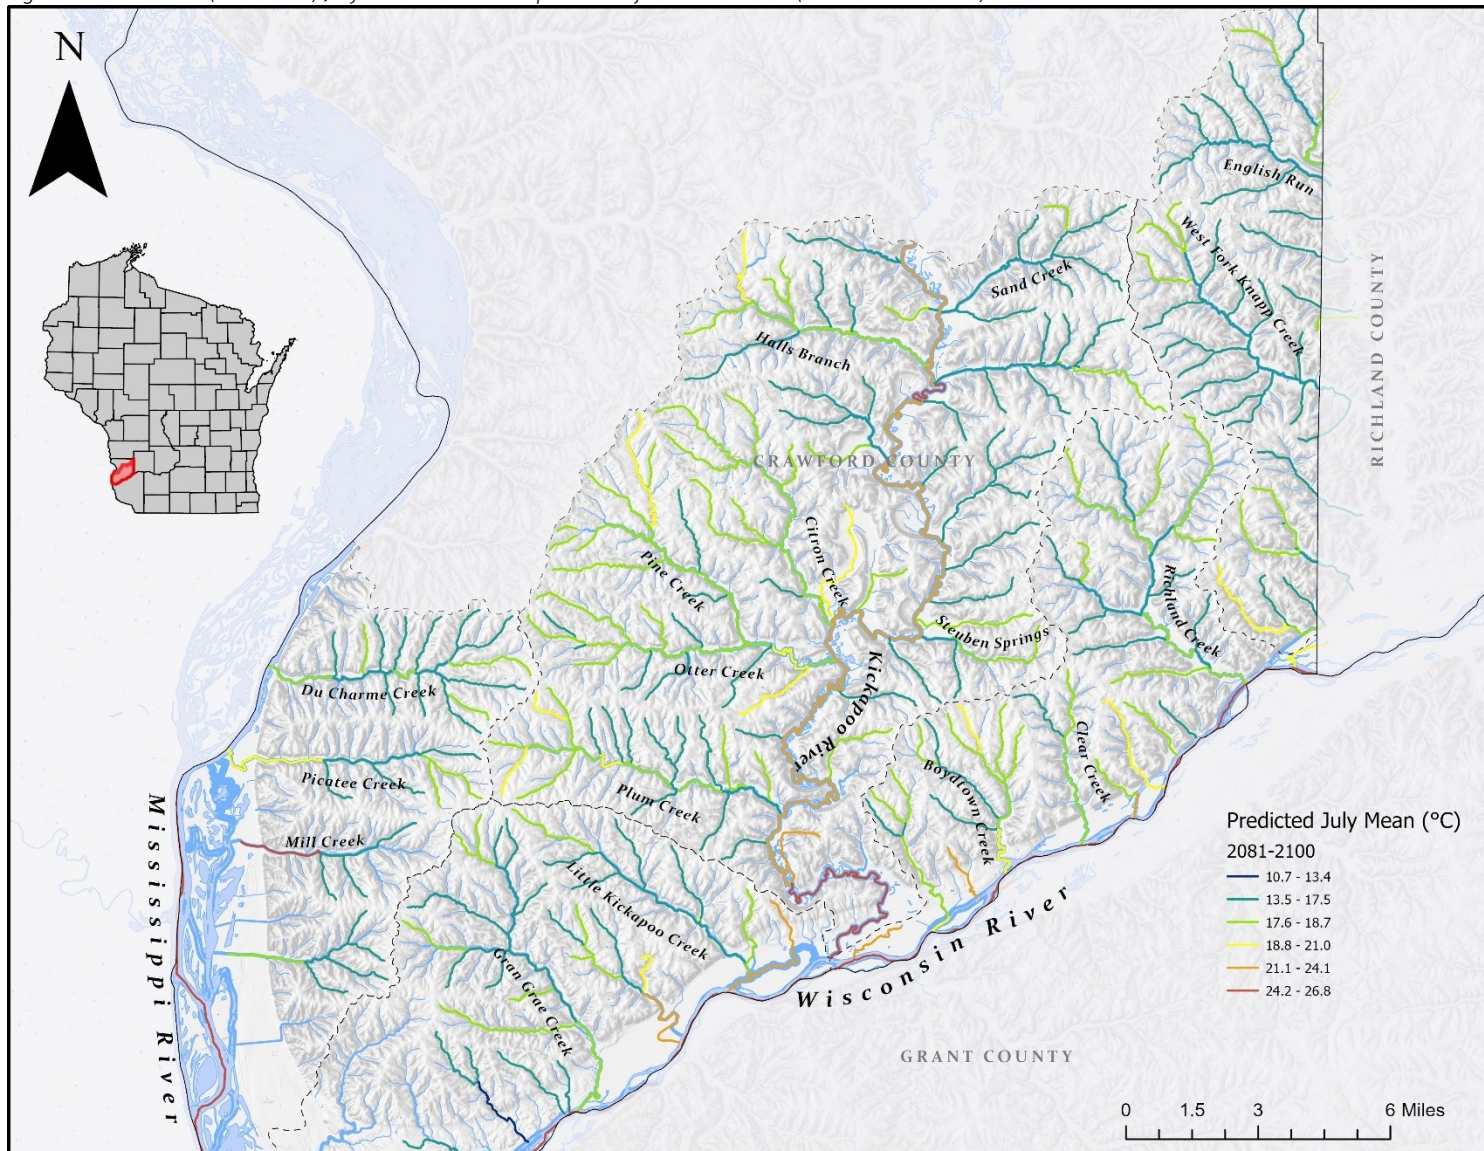 N
English Run
West Fork Knapp Creek
Sand Creek
RICHLAND COUNTY
Halls Branch
CRAWFORD COUNTY
Citron Creek
Pine Creek
Richland Creek
Steuben Springs
Otter Creek
Kickapoo River
Du Charme Creek
Clear Creek
Boydtown Creek
Picatee Creek
Plum Creek
Mississippi River
Mill Creek
Little Kickapoo Creek
Gran Grae Creek
Wisconsin River
GRANT COUNTY
Predicted July Mean (°C)
2081-2100
10.7 - 13.4
13.5 - 17.5
17.6 - 18.7
18.8 - 21.0
21.1 - 24.1
24.2 - 26.8
0 1.5 3 6 Miles